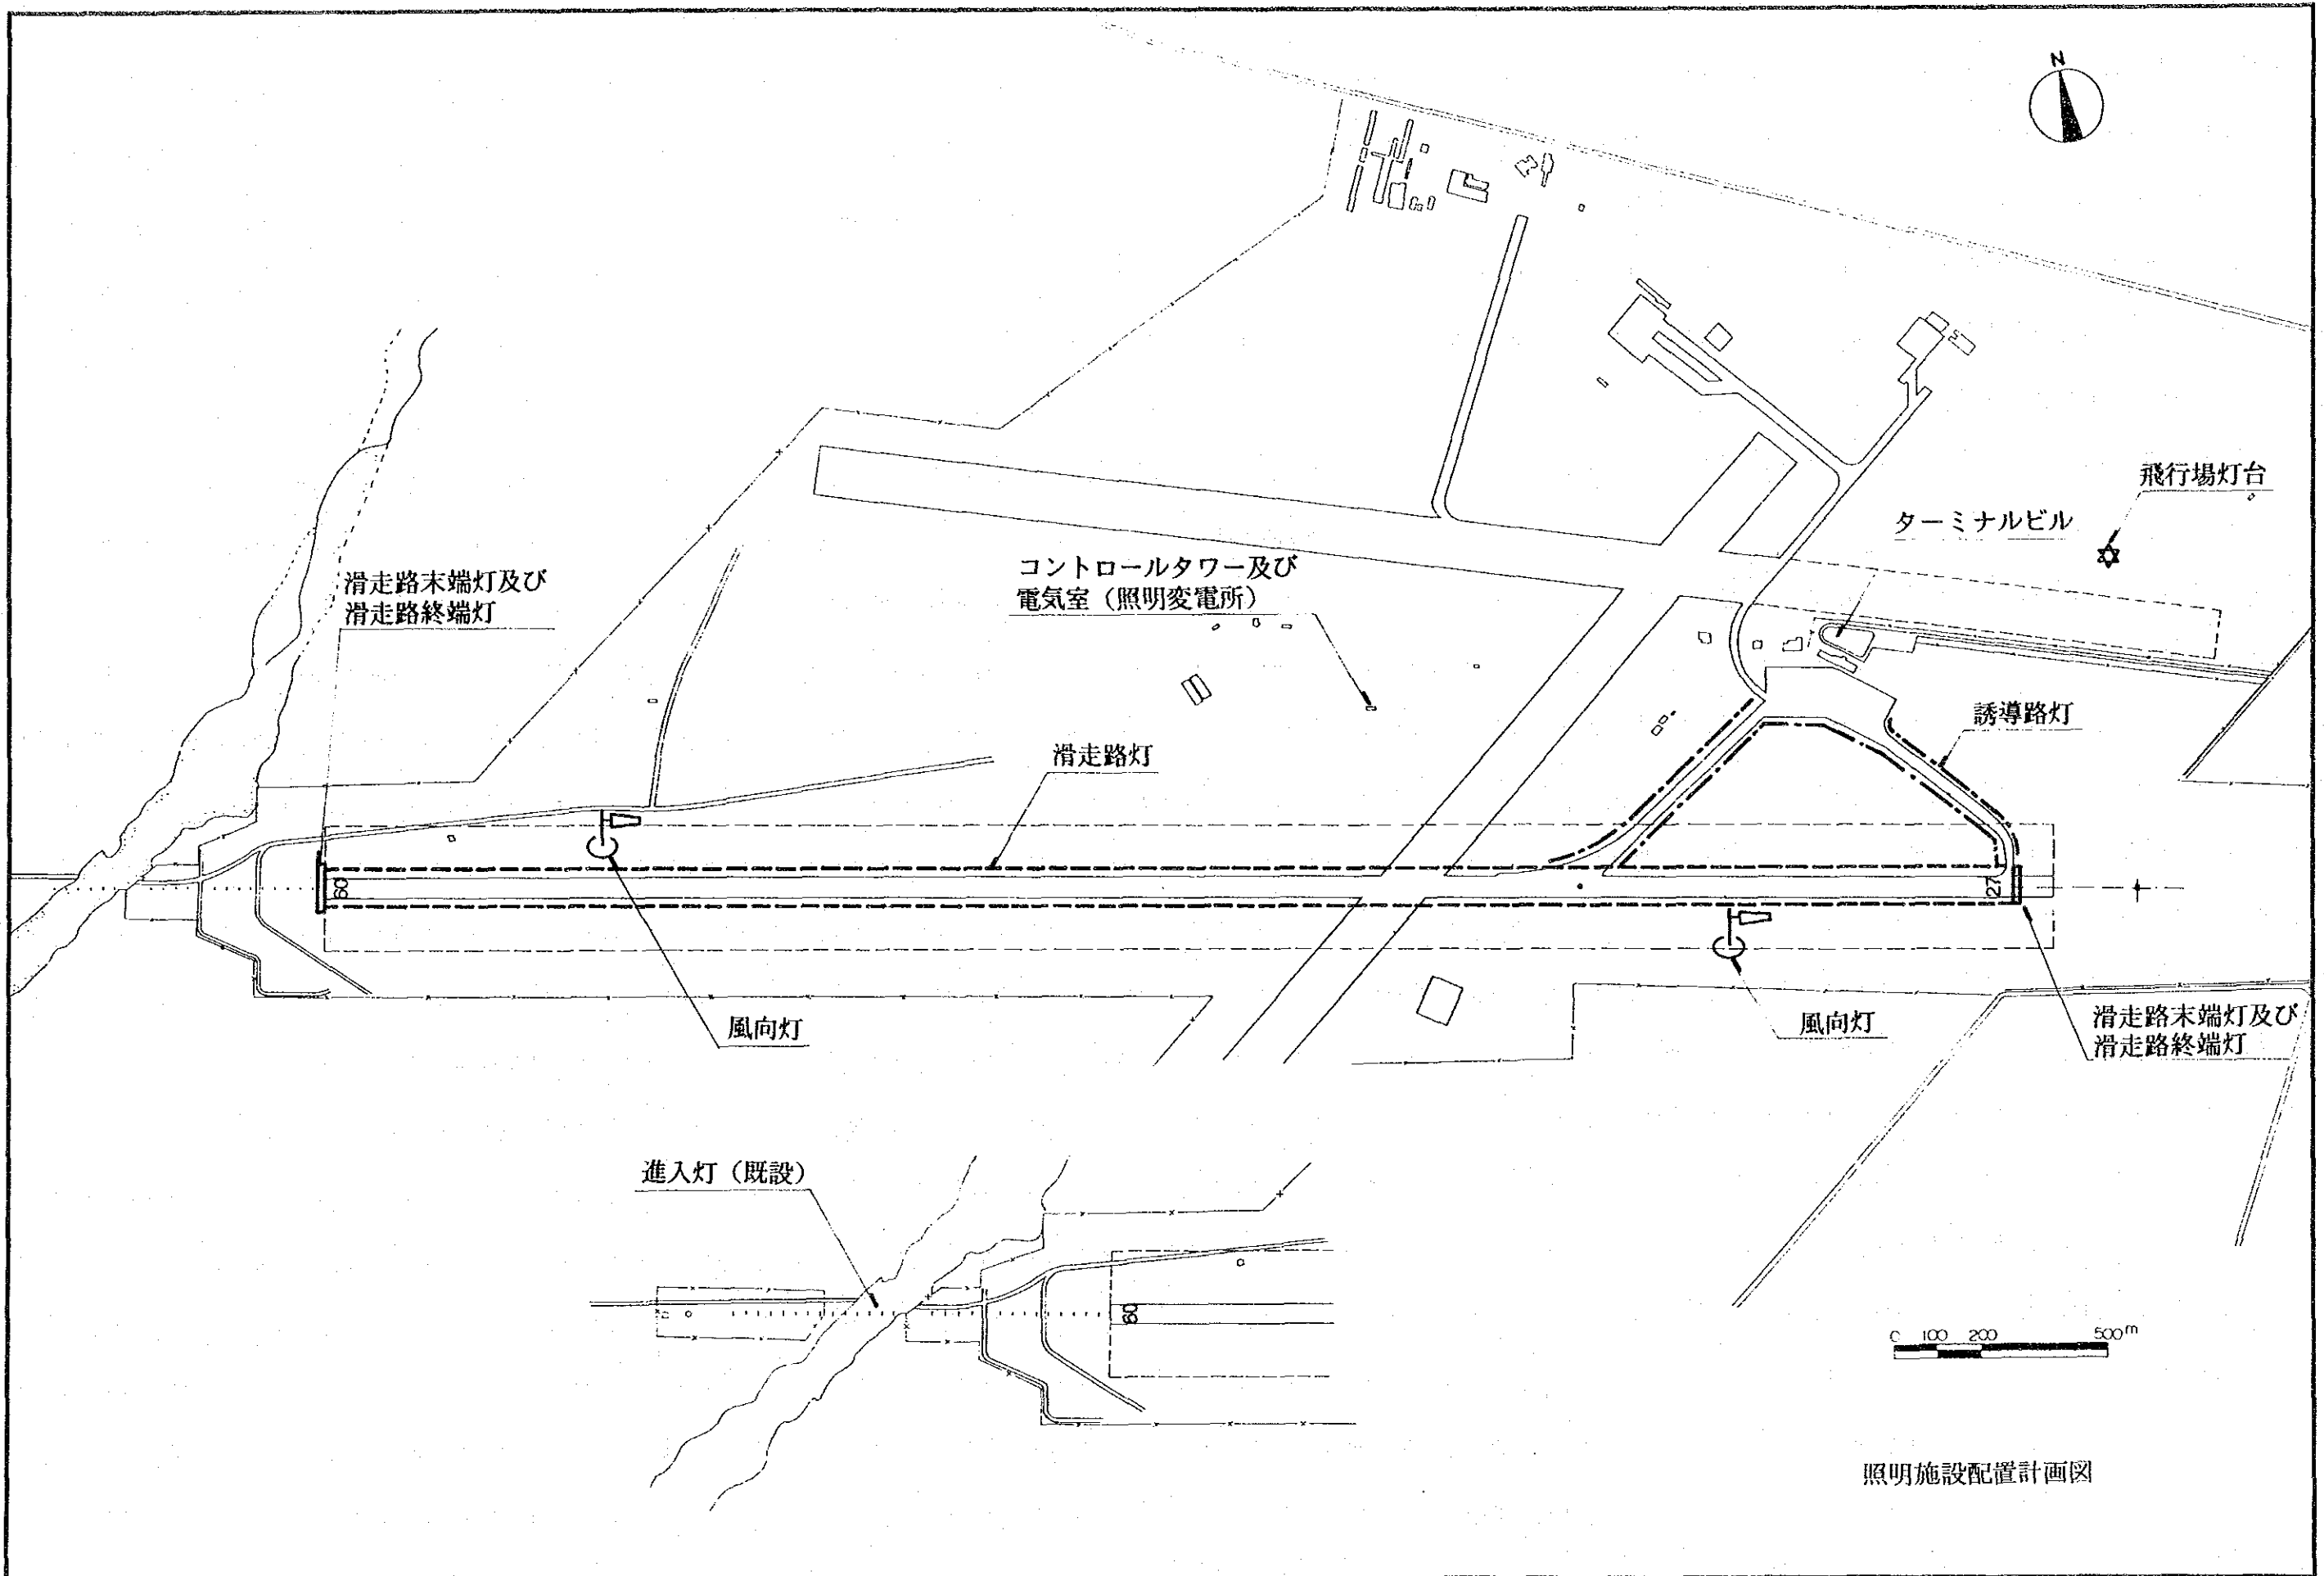 N
飛行場灯台
ターミナルビル
コントロールタワー及び
電気室（照明変電所）
滑走路末端灯及び
滑走路終端灯
誘導路灯
滑走路灯
09
27
風向灯
風向灯
滑走路末端灯及び
滑走路終端灯
進入灯（既設）
09
0 100 200 500m
照明施設配置計画図